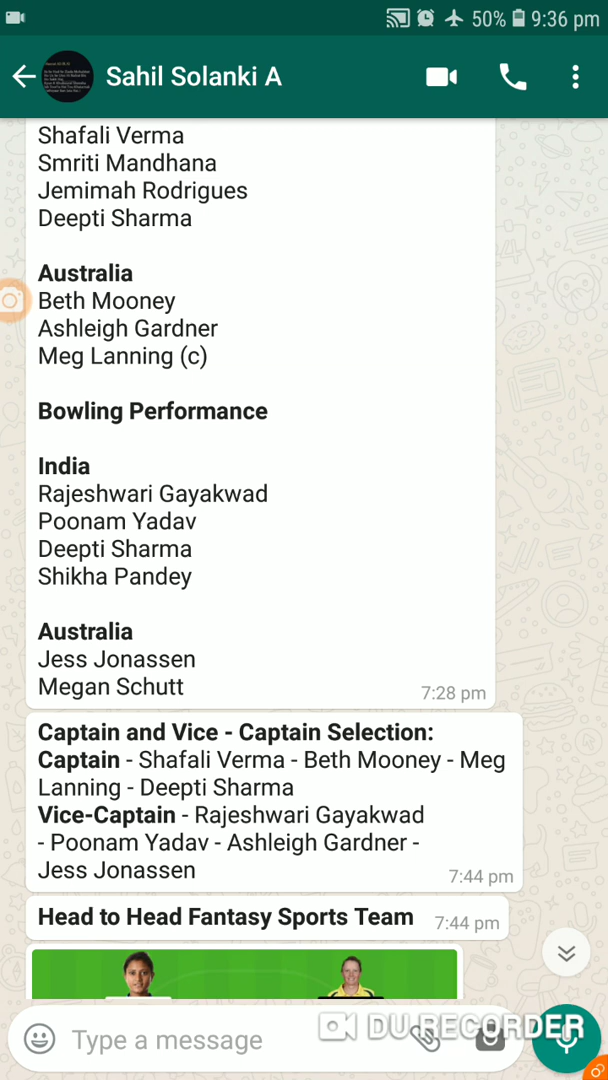 50% 9:36 pm
Sahil Solanki A
Shafali Verma
Smriti Mandhana
Jemimah Rodrigues
Deepti Sharma
Australia
Beth Mooney
Ashleigh Gardner
Meg Lanning (c)
Bowling Performance
India
Rajeshwari Gayakwad
Poonam Yadav
Deepti Sharma
Shikha Pandey
Australia
Jess Jonassen
Megan Schutt
7:28 pm
Captain and Vice - Captain Selection:
Captain - Shafali Verma - Beth Mooney - Meg
Lanning - Deepti Sharma
Vice-Captain - Rajeshwari Gayakwad
- Poonam Yadav - Ashleigh Gardner -
Jess Jonassen
7:44 pm
Head to Head Fantasy Sports Team 7:44 pm
Type a message
DU RECORDER